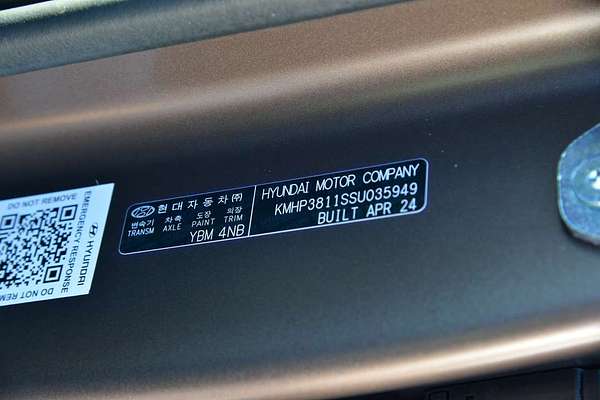 DO NOT REMOVE
EMERGENCY RESPONSE
HYUNDAI
DO NOT REM
현대자동차㈜
변속기 차축 도장 의장
TRANSM AXLE PAINT TRIM
YBM 4NB
HYUNDAI MOTOR COMPANY
KMHP3811SSU035949
BUILT APR 24